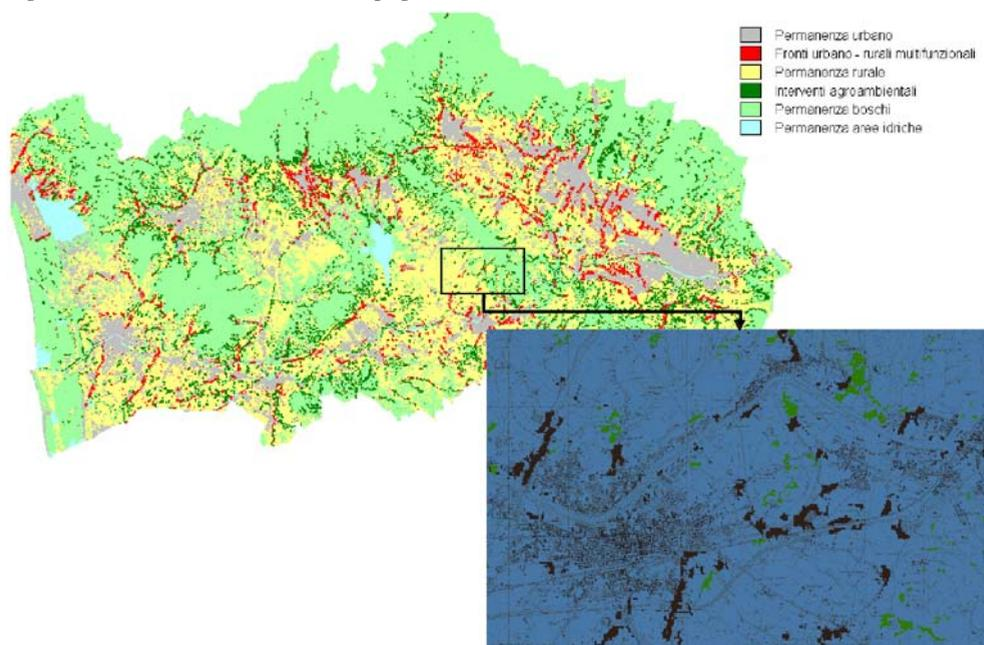 Permanenza urbano
Fronti urbano - rurali multifunzionali
Permanenza rurale
Interventi agroambientali
Permanenza boschi
Permanenza aree idriche